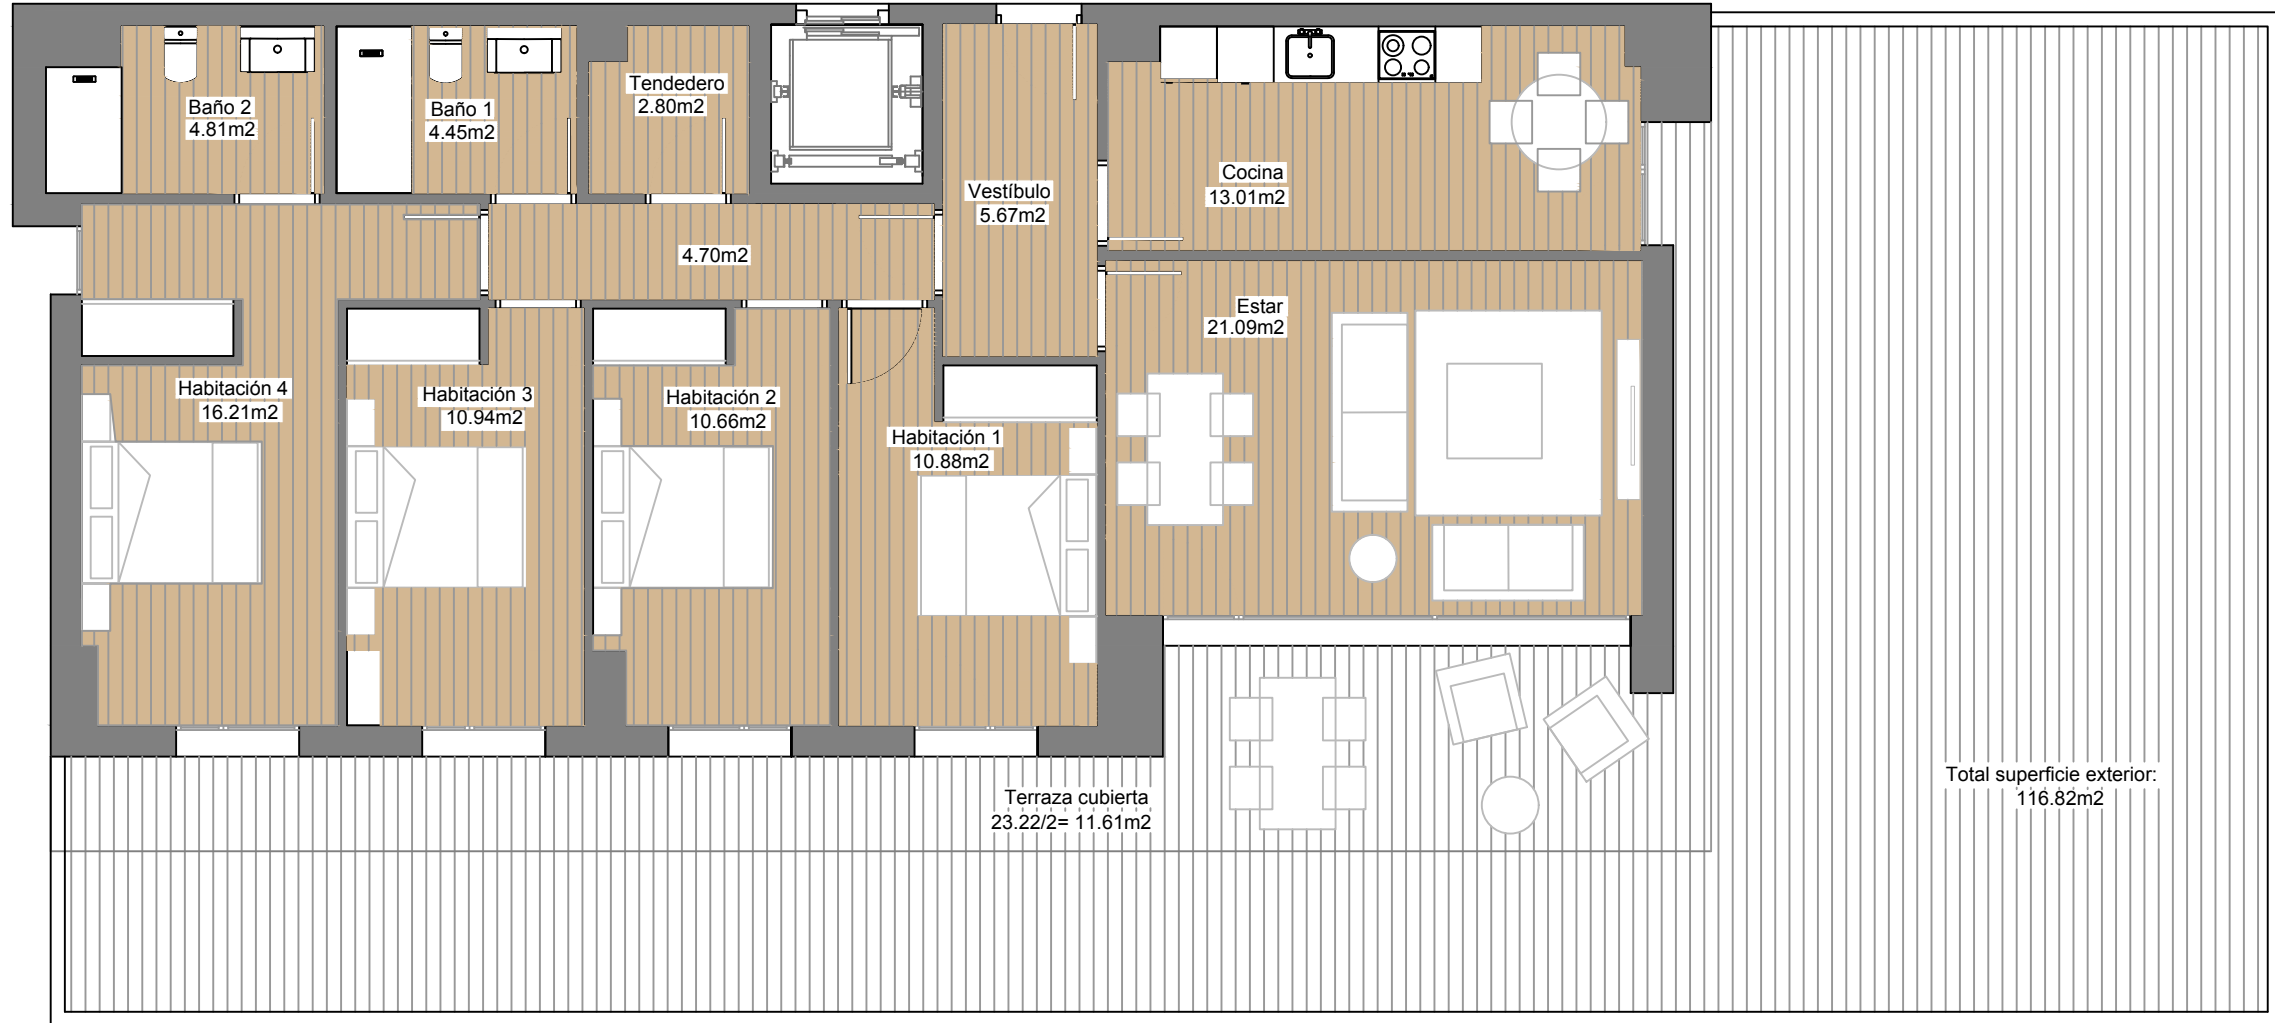 Baño 2
4.81m2
Baño 1
4.45m2
Tendedero
2.80m2
Vestíbulo
5.67m2
Cocina
13.01m2
4.70m2
Estar
21.09m2
Habitación 4
16.21m2
Habitación 3
10.94m2
Habitación 2
10.66m2
Habitación 1
10.88m2
Terraza cubierta
23.22/2= 11.61m2
Total superficie exterior:
116.82m2